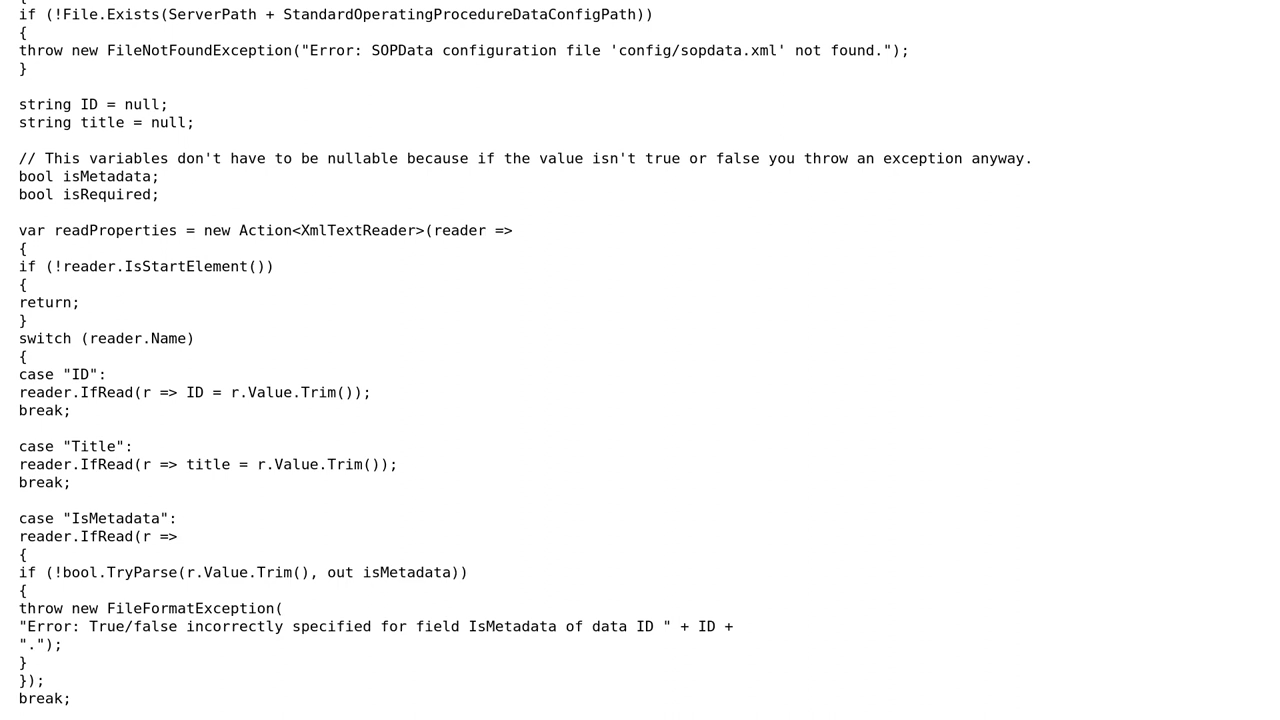 {
if (!File.Exists(ServerPath + StandardOperatingProcedureDataConfigPath))
{
throw new FileNotFoundException("Error: SOPData configuration file 'config/sopdata.xml' not found.");
}
string ID = null;
string title = null;
// This variables don't have to be nullable because if the value isn't true or false you throw an exception anyway.
bool isMetadata;
bool isRequired;
var readProperties = new Action<XmlTextReader>(reader =>
{
if (!reader.IsStartElement())
{
return;
}
switch (reader.Name)
{
case "ID":
reader.IfRead(r => ID = r.Value.Trim());
break;
case "Title":
reader.IfRead(r => title = r.Value.Trim());
break;
case "IsMetadata":
reader.IfRead(r =>
{
if (!bool.TryParse(r.Value.Trim(), out isMetadata))
{
throw new FileFormatException(
"Error: True/false incorrectly specified for field IsMetadata of data ID " + ID +
".");
}
});
break;